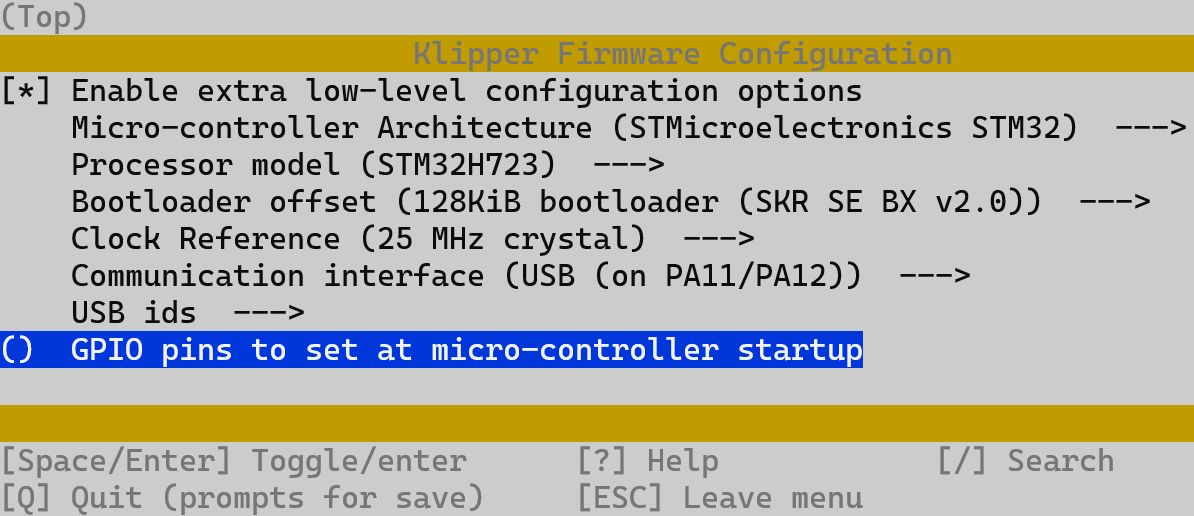 (Top)
Klipper Firmware Configuration
[*] Enable extra low-level configuration options
Micro-controller Architecture (STMicroelectronics STM32) --->
Processor model (STM32H723) --->
Bootloader offset (128KiB bootloader (SKR SE BX v2.0)) --->
Clock Reference (25 MHz crystal) --->
Communication interface (USB (on PA11/PA12)) --->
USB ids --->
() GPIO pins to set at micro-controller startup
[Space/Enter] Toggle/enter [?] Help [/] Search
[Q] Quit (prompts for save) [ESC] Leave menu